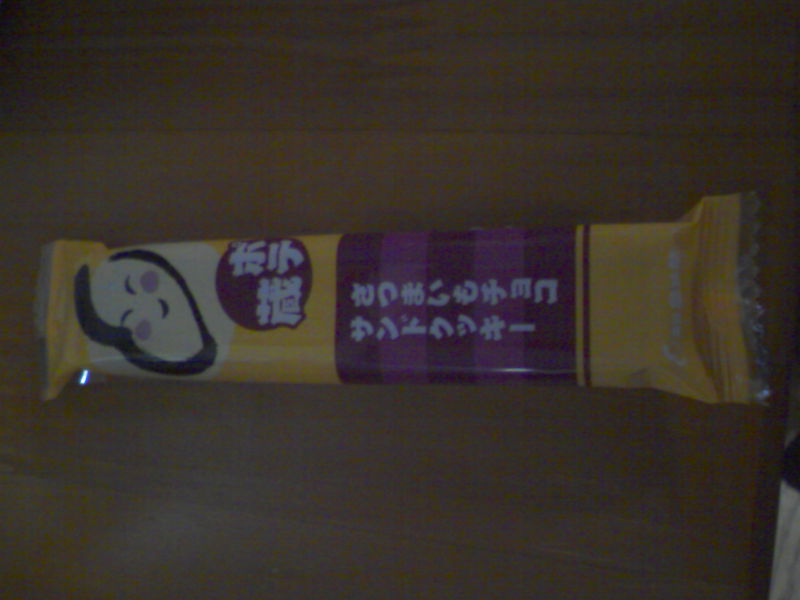 ポテ
蔵
さつまいもチョコ
サンドクッキー